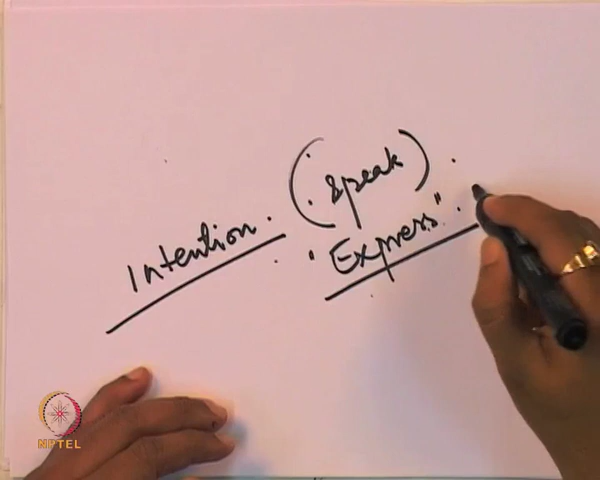 Intention. (Speak).
"Express".
NPTEL